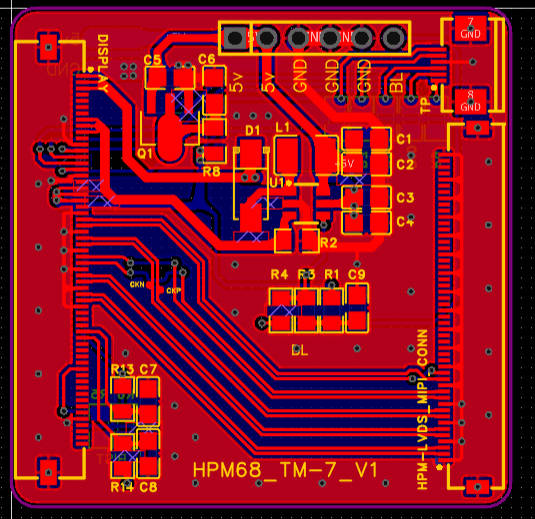 7
GND
DISPLAY
C5
C6
5v
5v
GND
GND
GND
BL
TP
8
GND
Q1
R8
D1
L1
+5V
U1
C1
C2
C3
C4
R2
R4
R3
R1
C9
CKN
CKP
BL
R13
C7
R14
C8
HPM68_TM-7_V1
HPM-LVDS_MIPI_CONN